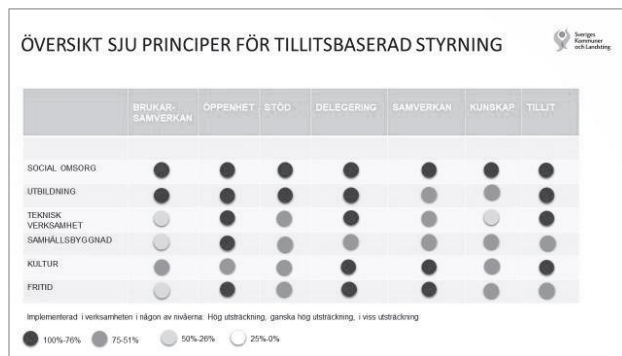 ÖVERSIKT SJU PRINCIPER FÖR TILLITSBASERAD STYRNING
Sveriges
Kommuner
och Landsting
BRUKAR-
SAMVERKAN
ÖPPENHET
STÖD
DELEGERING
SAMVERKAN
KUNSKAP
TILLIT
SOCIAL OMSORG
UTBILDNING
TEKNISK
VERKSAMHET
SAMHÄLLSBYGGNAD
KULTUR
FRITID
Implementerad i verksamheten i någon av nivåerna: Hög utsträckning, ganska hög utsträckning, i viss utsträckning
100%-76%
75-51%
50%-26%
25%-0%